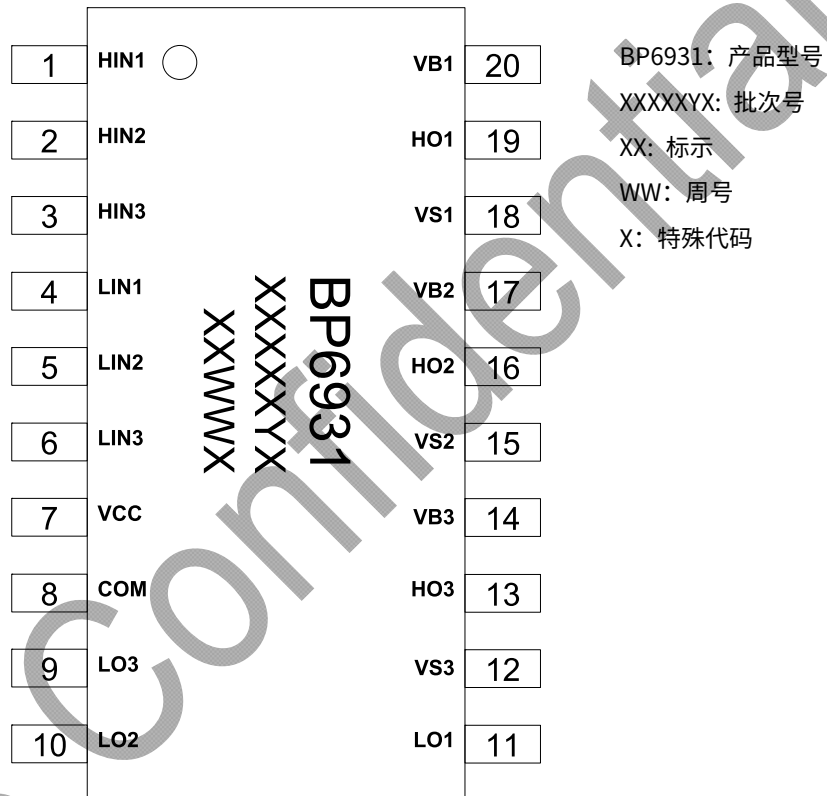 1 HIN1 VB1 20
2 HIN2 HO1 19
3 HIN3 VS1 18
4 LIN1 VB2 17
5 LIN2 HO2 16
6 LIN3 VS2 15
7 VCC VB3 14
8 COM HO3 13
9 LO3 VS3 12
10 LO2 LO1 11
BP6931
XXXXXYX
XXWWX
BP6931：产品型号
XXXXXYX: 批次号
XX: 标示
WW：周号
X：特殊代码
Confidential